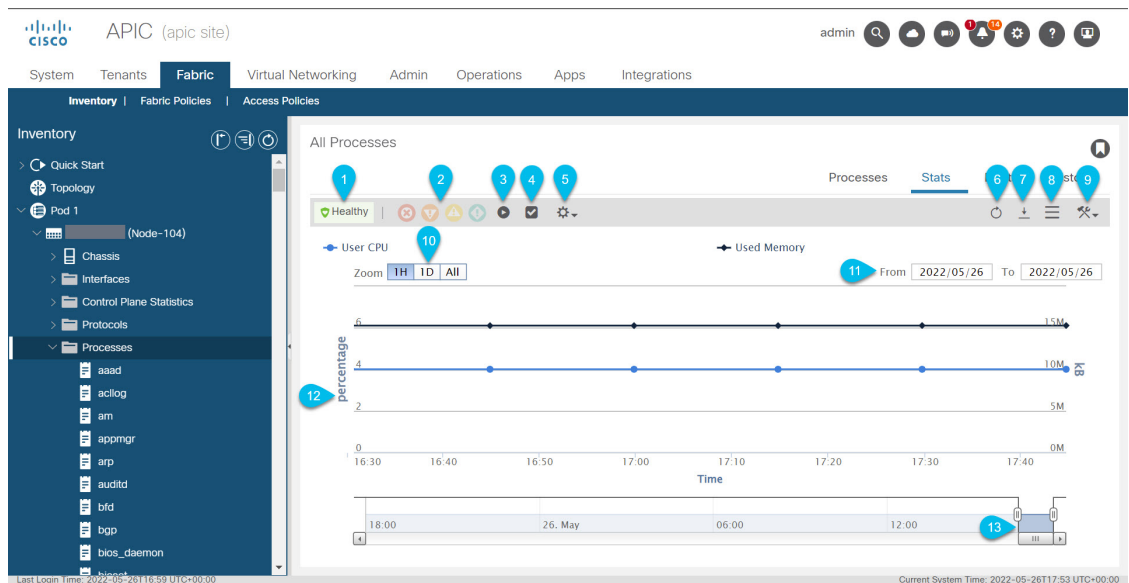 CISCO
APIC (apic site)
admin
1
14
?
System Tenants Fabric Virtual Networking Admin Operations Apps Integrations
Inventory | Fabric Policies | Access Policies
Inventory
Quick Start
Topology
Pod 1
(Node-104)
Chassis
Interfaces
Control Plane Statistics
Protocols
Processes
aaad
acllog
am
appmgr
arp
auditd
bfd
bgp
bios_daemon
All Processes
Processes Stats
1 2 3 4 5 6 7 8 9
Healthy
User CPU
Used Memory
10
Zoom 1H 1D All
11 From 2022/05/26 To 2022/05/26
6 15M
4 10M
2 5M
0 0M
12
percentage
kB
16:30 16:40 16:50 17:00 17:10 17:20 17:30 17:40
Time
18:00 26. May 06:00 12:00
13
Last Login Time: 2022-05-26T16:59 UTC+00:00
Current System Time: 2022-05-26T17:53 UTC+00:00